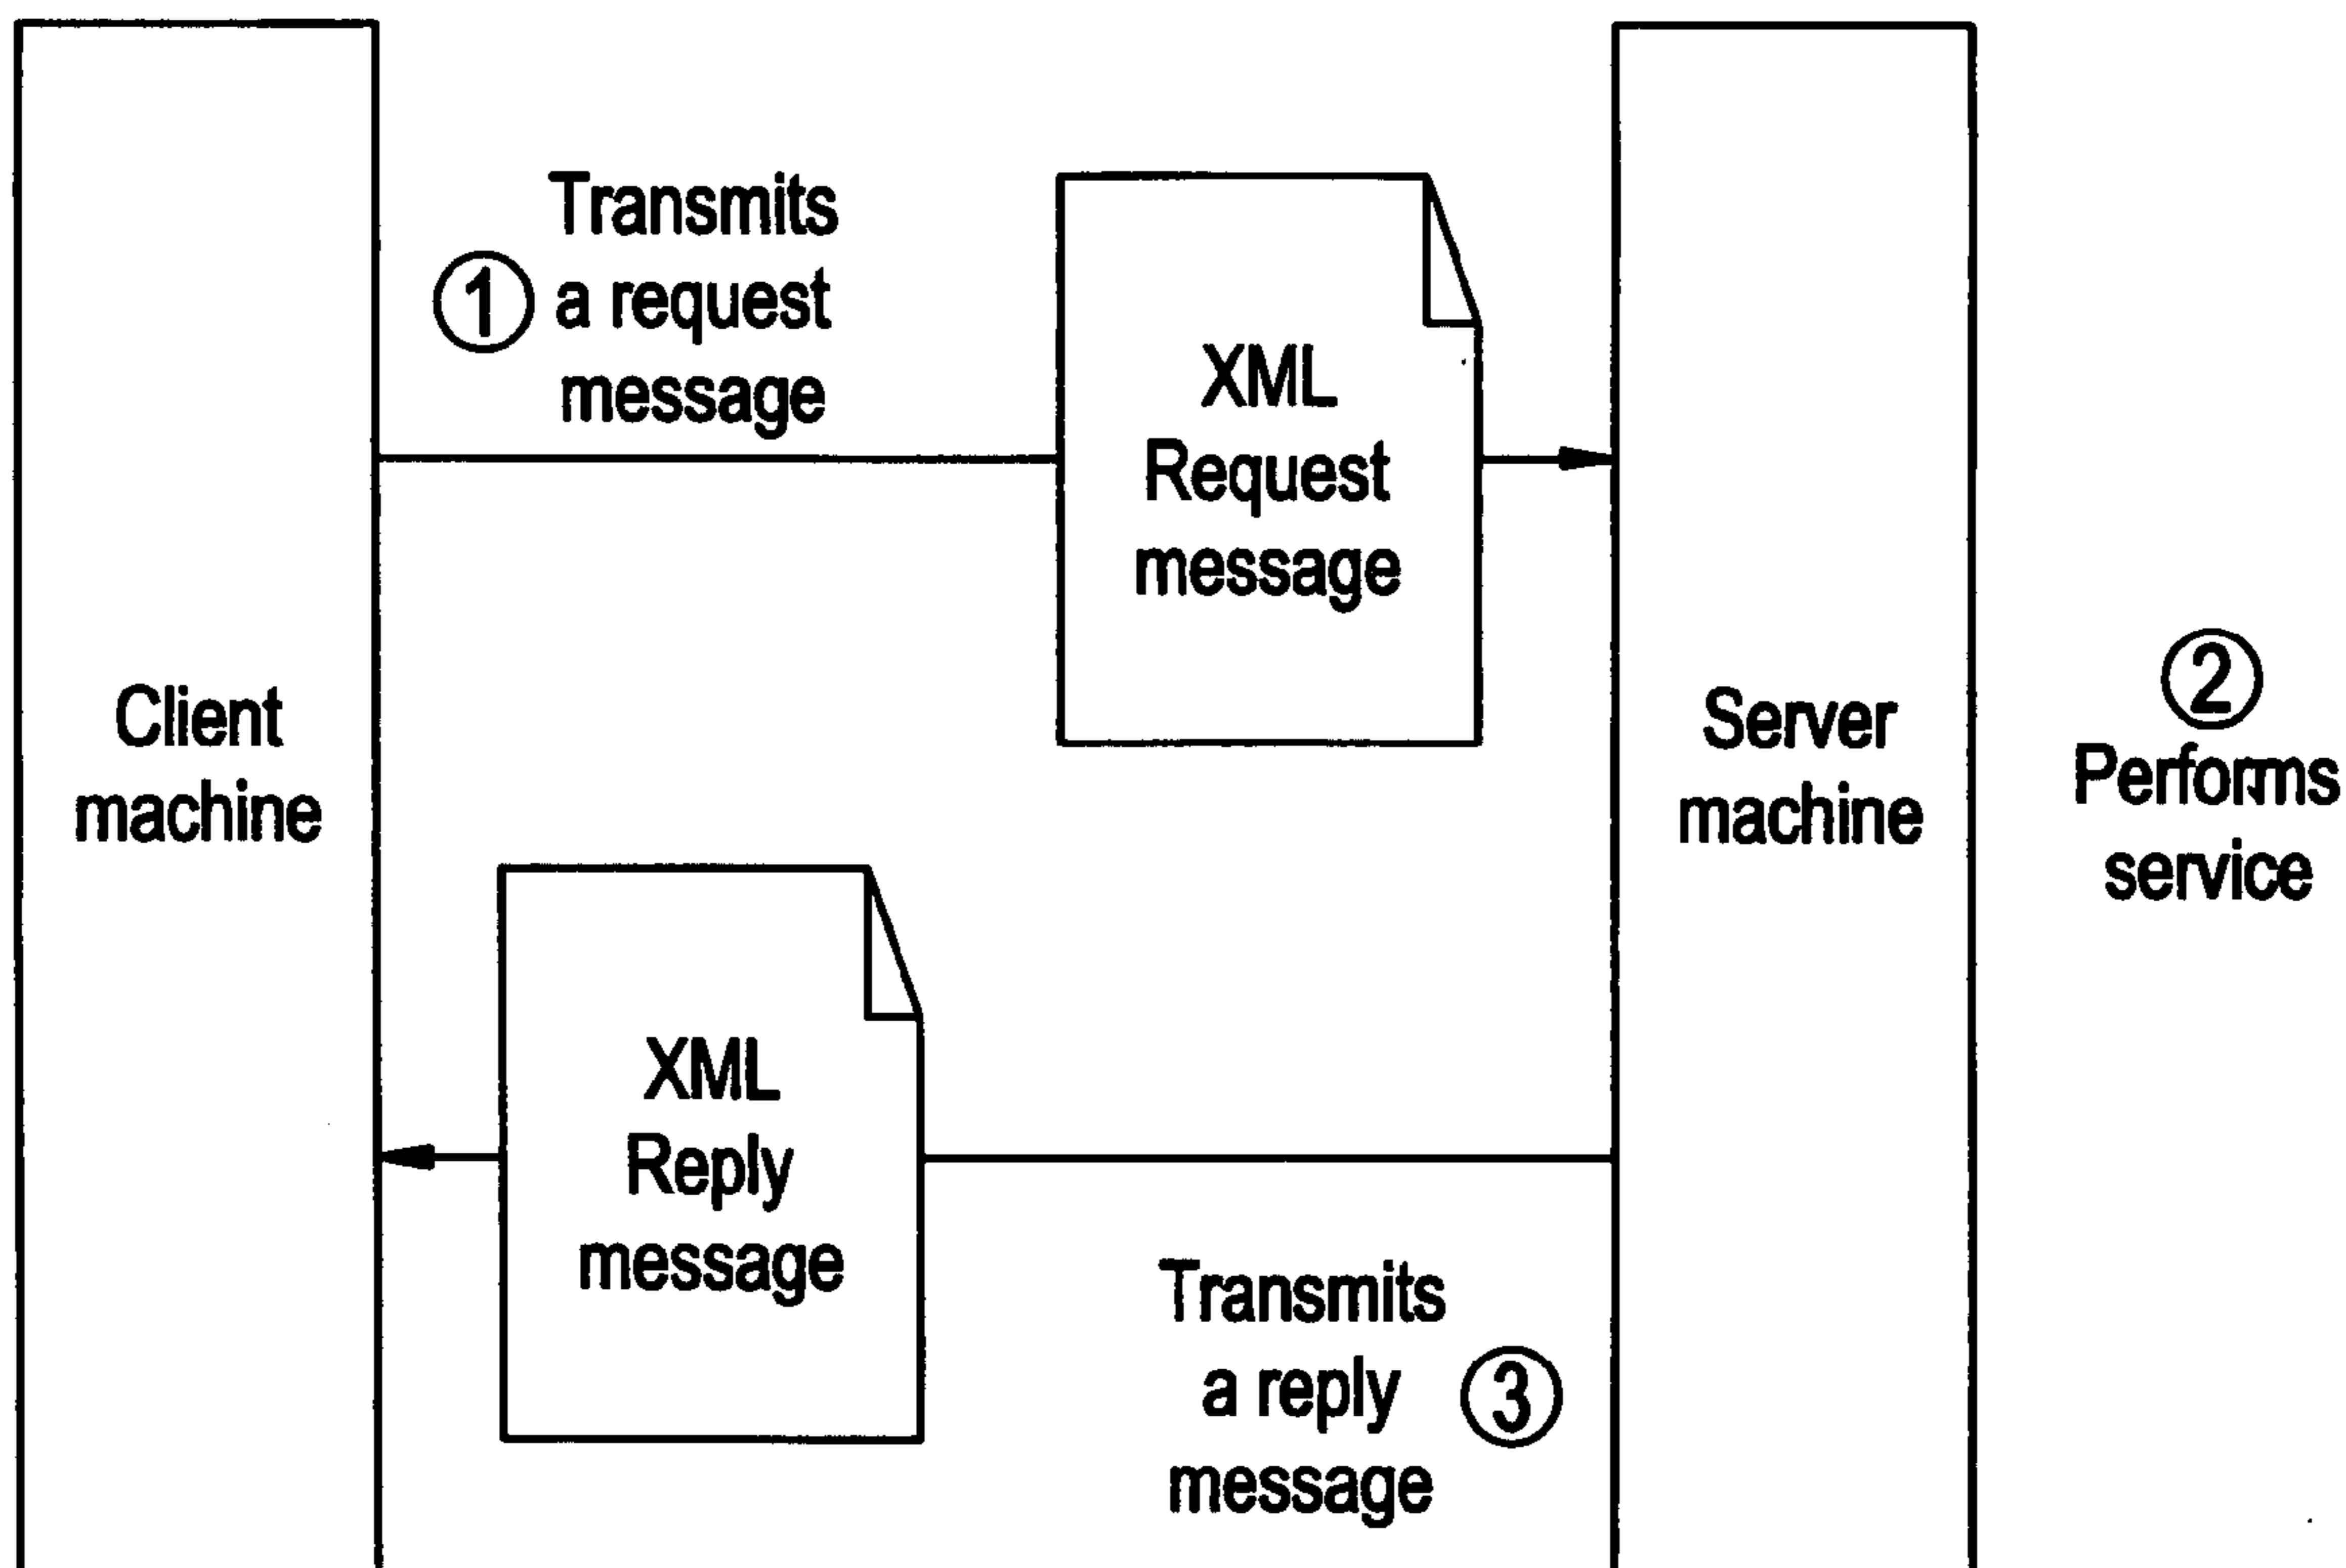 Transmits
① a request
message
XML
Request
message
Client
machine
Server
machine
②
Performs
service
XML
Reply
message
Transmits
a reply ③
message